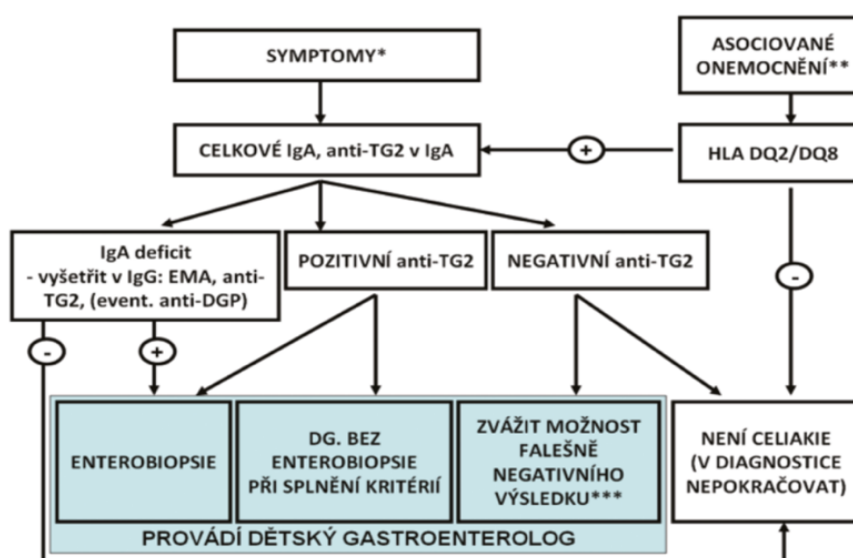 SYMPTOMY*
ASOCIOVANÉ
ONEMOCNĚNÍ**
CELKOVÉ IgA, anti-TG2 v IgA
+
HLA DQ2/DQ8
IgA deficit
- vyšetřit v IgG: EMA, anti-
TG2, (event. anti-DGP)
POZITIVNÍ anti-TG2
NEGATIVNÍ anti-TG2
-
-
+
ENTEROBIOPSIE
DG. BEZ
ENTEROBIOPSIE
PŘI SPLNĚNÍ KRITÉRIÍ
ZVÁŽIT MOŽNOST
FALEŠNĚ
NEGATIVNÍHO
VÝSLEDKU***
NENÍ CELIAKIE
(V DIAGNOSTICE
NEPOKRAČOVAT)
PROVÁDÍ DĚTSKÝ GASTROENTEROLOG